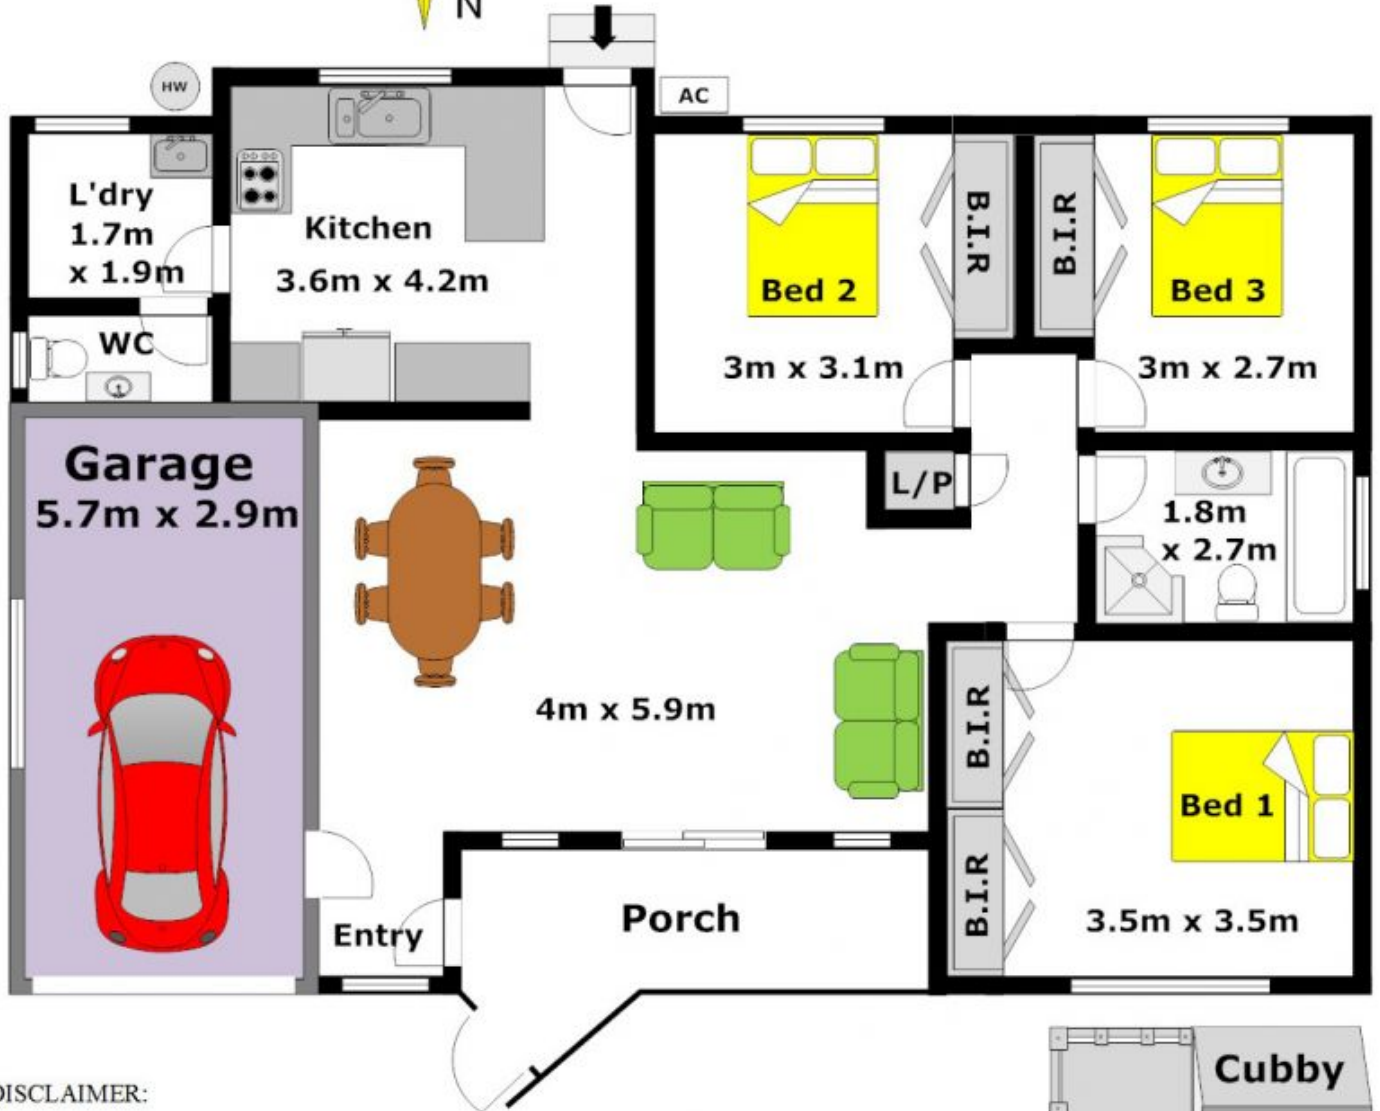 N
HW
AC
L'dry
1.7m
x 1.9m
Kitchen
3.6m x 4.2m
WC
Bed 2
3m x 3.1m
B.I.R
B.I.R
Bed 3
3m x 2.7m
Garage
5.7m x 2.9m
L/P
1.8m
x 2.7m
4m x 5.9m
B.I.R
B.I.R
Bed 1
3.5m x 3.5m
Entry
Porch
Cubby
DISCLAIMER: